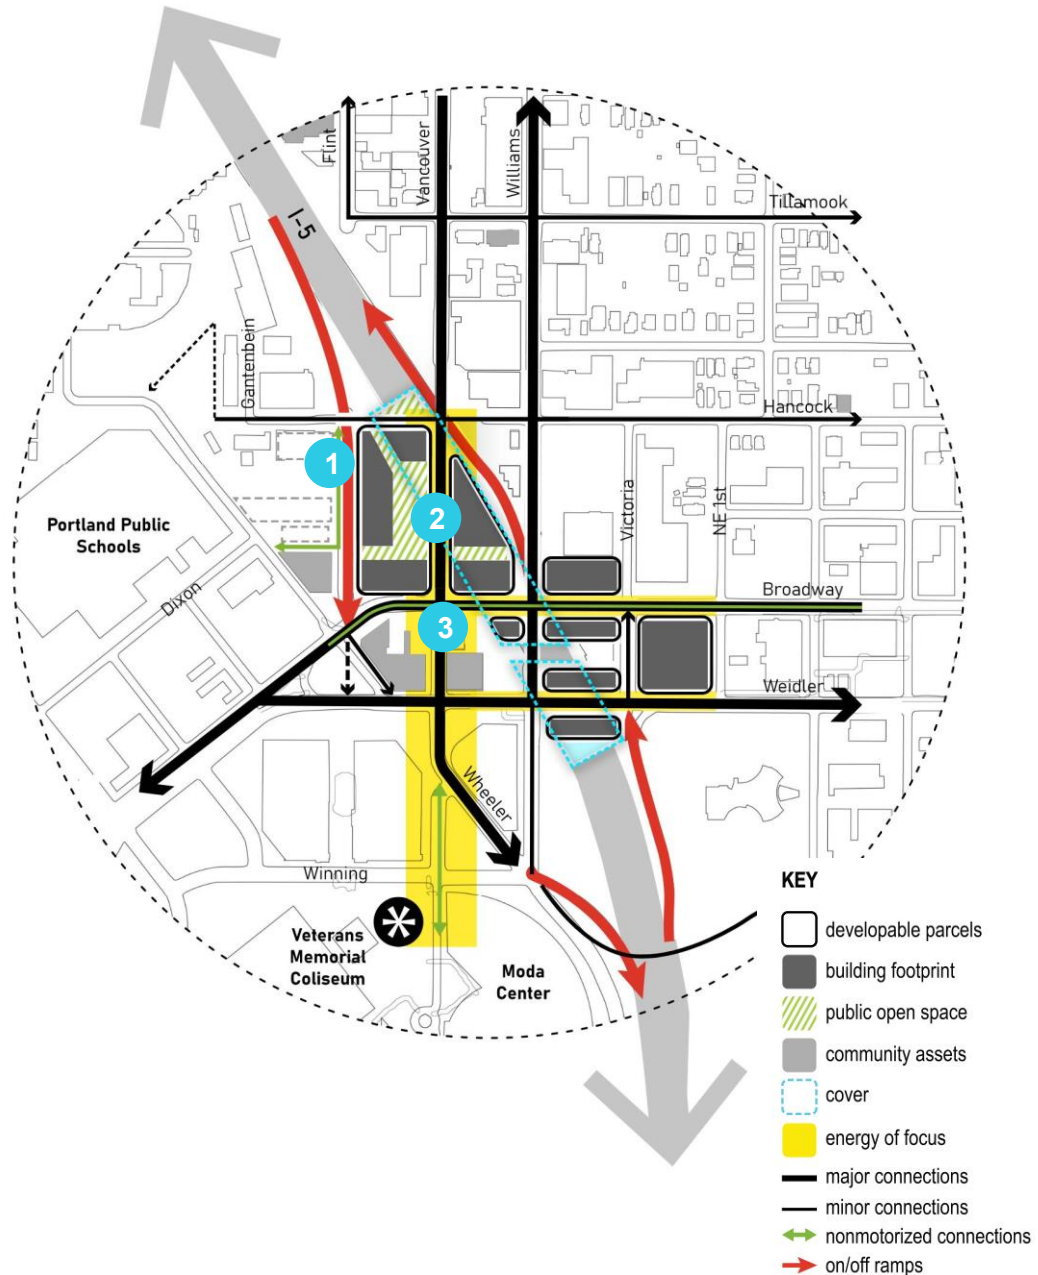 Flint
Vancouver
Williams
Tillamook
I-5
Gantenbein
Hancock
1
2
3
Victoria
NE 1st
Portland Public
Schools
Dixon
Broadway
Weidler
Wheeler
Winning
Veterans
Memorial
Coliseum
Moda
Center
KEY
developable parcels
building footprint
public open space
community assets
cover
energy of focus
major connections
minor connections
nonmotorized connections
on/off ramps